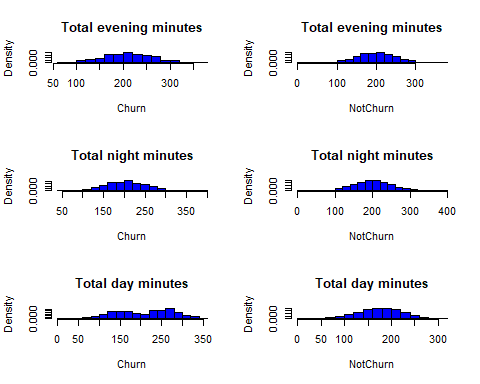 Total evening minutes
Density
0.000
50 100 200 300
Churn
Total evening minutes
Density
0.000
0 100 200 300
NotChurn
Total night minutes
Density
0.000
50 150 250 350
Churn
Total night minutes
Density
0.000
0 100 200 300 400
NotChurn
Total day minutes
Density
0.000
0 50 150 250 350
Churn
Total day minutes
Density
0.000
0 50 100 200 300
NotChurn